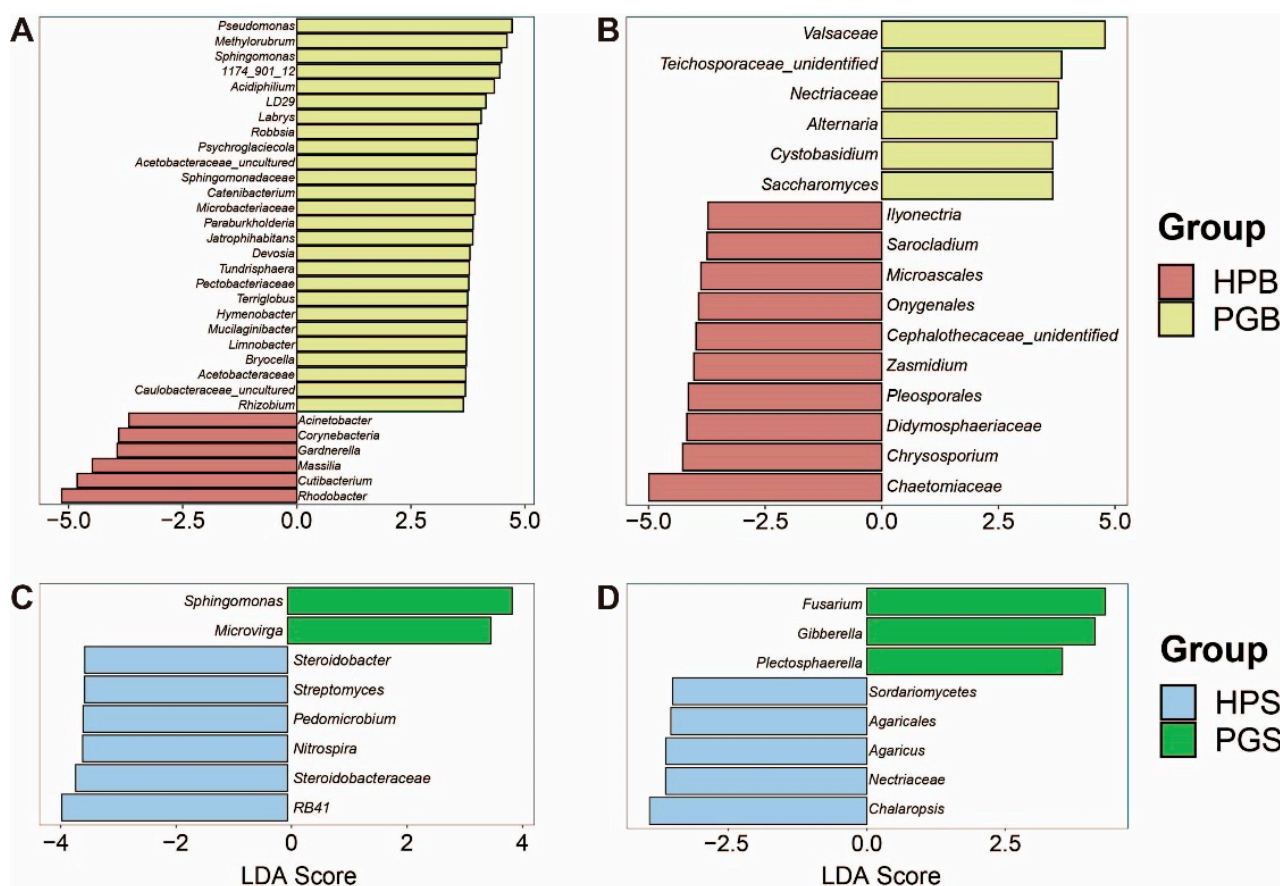 A
Pseudomonas
Methylorubrum
Sphingomonas
1174_901_12
Acidiphilium
LD29
Labrys
Robbsia
Psychroglaciecola
Acetobacteraceae_uncultured
Sphingomonadaceae
Catenibacterium
Microbacteriaceae
Paraburkholderia
Jatrophihabitans
Devosia
Tundrisphaera
Pectobacteriaceae
Terriglobus
Hymenobacter
Mucilaginibacter
Limnobacter
Bryocella
Acetobacteraceae
Caulobacteraceae_uncultured
Rhizobium
Acinetobacter
Corynebacteria
Gardnerella
Massilia
Cutibacterium
Rhodobacter
−5.0 −2.5 0.0 2.5 5.0
B
Valsaceae
Teichosporaceae_unidentified
Nectriaceae
Alternaria
Cystobasidium
Saccharomyces
Ilyonectria
Sarocladium
Microascales
Onygenales
Cephalothecaceae_unidentified
Zasmidium
Pleosporales
Didymosphaeriaceae
Chrysosporium
Chaetomiaceae
−5.0 −2.5 0.0 2.5 5.0
Group
HPB
PGB
C
Sphingomonas
Microvirga
Steroidobacter
Streptomyces
Pedomicrobium
Nitrospira
Steroidobacteraceae
RB41
−4 −2 0 2 4
LDA Score
D
Fusarium
Gibberella
Plectosphaerella
Sordariomycetes
Agaricales
Agaricus
Nectriaceae
Chalaropsis
−2.5 0.0 2.5
LDA Score
Group
HPS
PGS